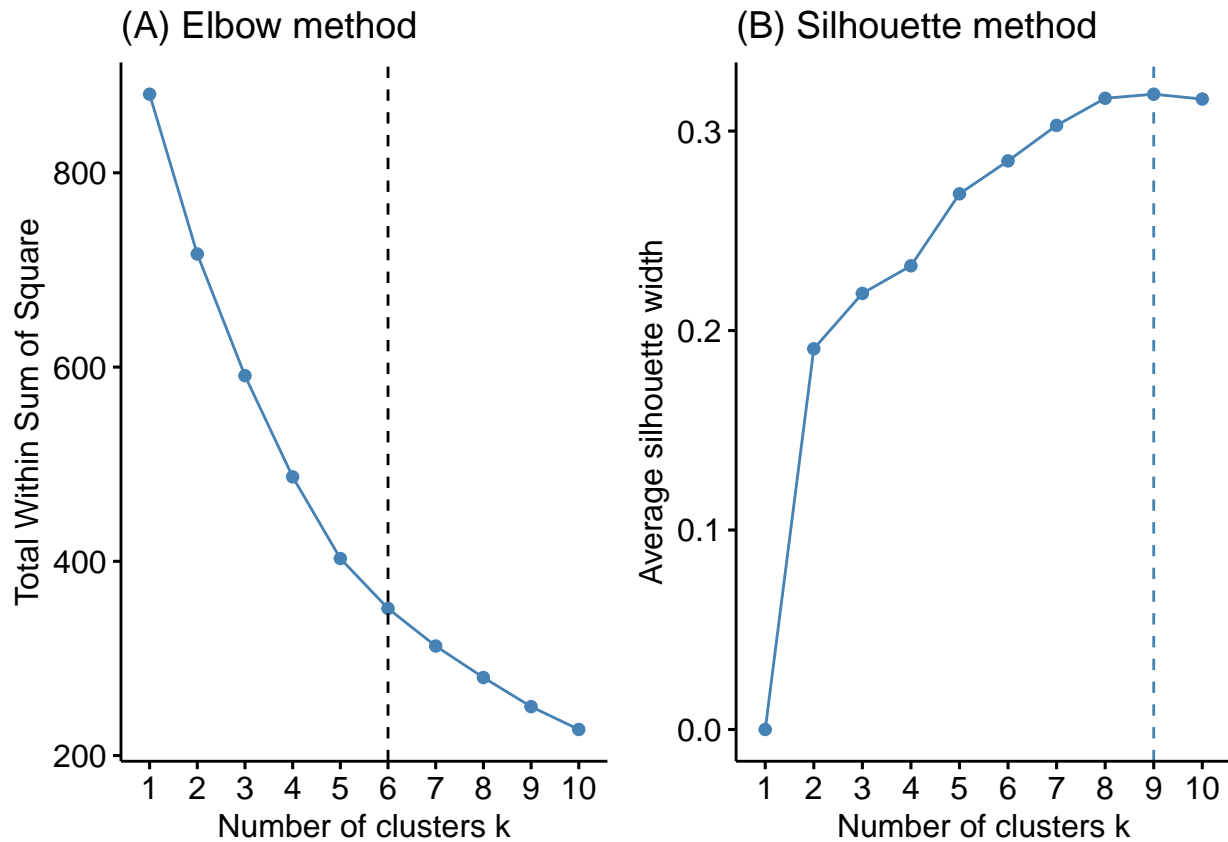 (A) Elbow method
Total Within Sum of Square
800
600
400
200
1 2 3 4 5 6 7 8 9 10
Number of clusters k
(B) Silhouette method
Average silhouette width
0.3
0.2
0.1
0.0
1 2 3 4 5 6 7 8 9 10
Number of clusters k